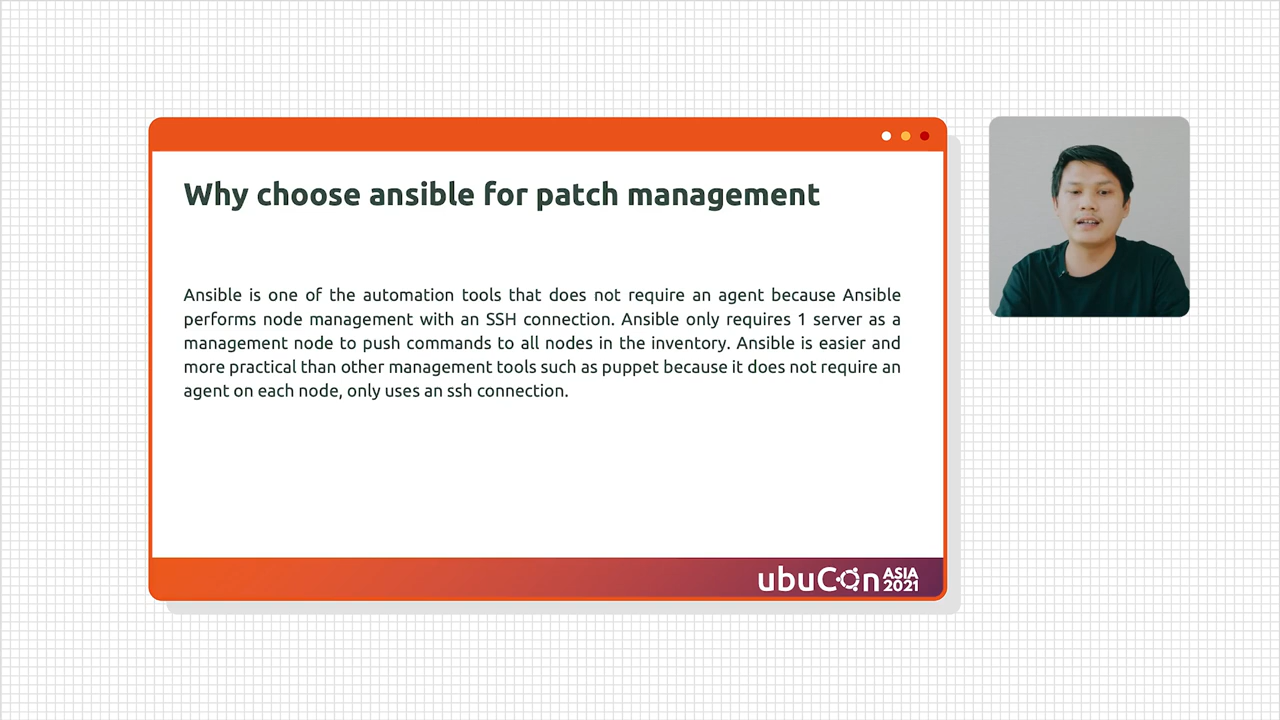 Why choose ansible for patch management
Ansible is one of the automation tools that does not require an agent because Ansible
performs node management with an SSH connection. Ansible only requires 1 server as a
management node to push commands to all nodes in the inventory. Ansible is easier and
more practical than other management tools such as puppet because it does not require an
agent on each node, only uses an ssh connection.
ubuCon ASIA
2021